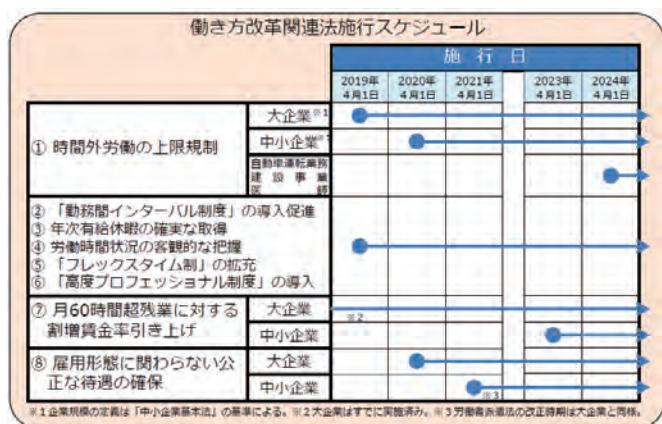 働き方改革関連法施行スケジュール
施行日
2019年 2020年 2021年 2023年 2024年
4月1日 4月1日 4月1日 4月1日 4月1日
① 時間外労働の上限規制
大企業※1
中小企業※1
自動車運転業務
建設事業
医師
②「勤務間インターバル制度」の導入促進
③ 年次有給休暇の確実な取得
④ 労働時間状況の客観的な把握
⑤「フレックスタイム制」の拡充
⑥「高度プロフェッショナル制度」の導入
⑦ 月60時間超残業に対する
割増賃金率引き上げ
大企業
※2
中小企業
⑧ 雇用形態に関わらない公
正な待遇の確保
大企業
中小企業
※3
※1企業規模の定義は「中小企業基本法」の基準による。※2大企業はすでに実施済み。※3労働者派遣法の改正時期は大企業と同様。